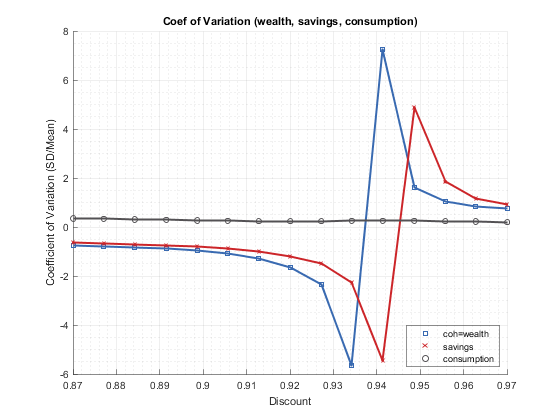 Coef of Variation (wealth, savings, consumption)
Coefficient of Variation (SD/Mean)
8
6
4
2
0
-2
-4
-6
0.87 0.88 0.89 0.9 0.91 0.92 0.93 0.94 0.95 0.96 0.97
Discount
coh=wealth
savings
consumption